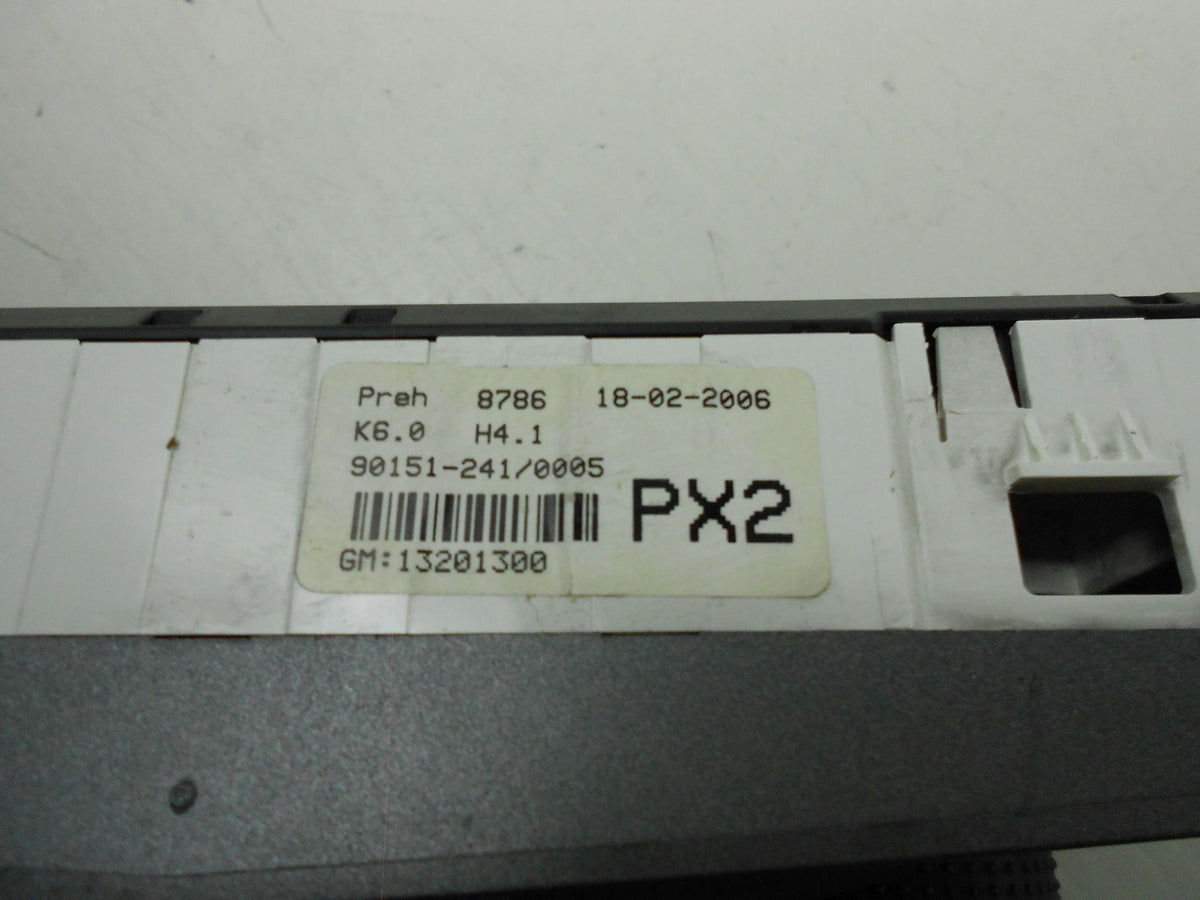 Preh 8786 18-02-2006
K6.0 H4.1
90151-241/0005
PX2
GM:13201300